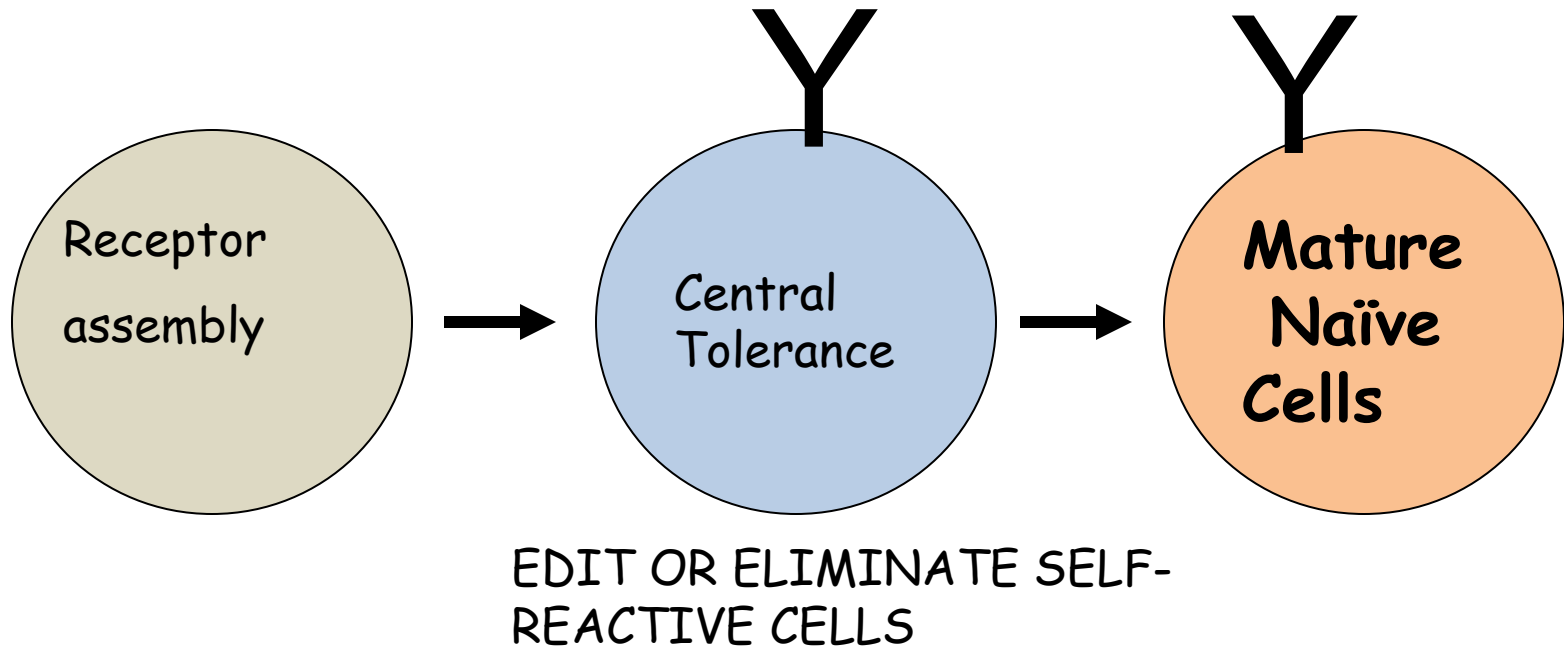 Receptor
assembly
Central
Tolerance
Mature
Naïve
Cells
EDIT OR ELIMINATE SELF-
REACTIVE CELLS